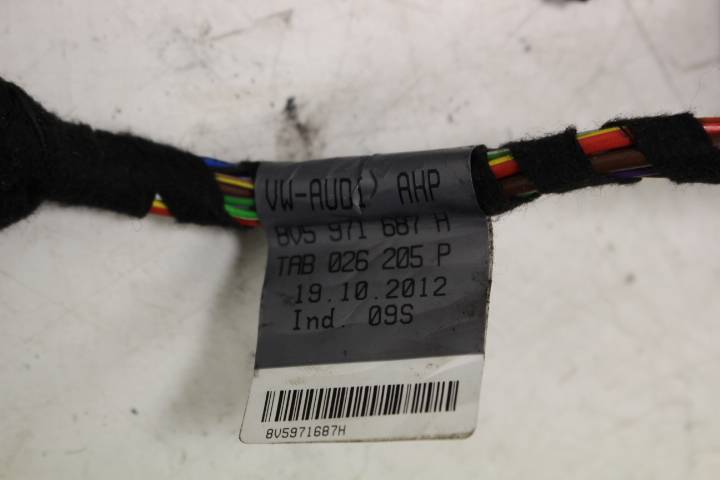 VW-AUDI AHP
8V5 971 687 H
TAB 026 205 P
19.10.2012
Ind. 09S
8V5971687H